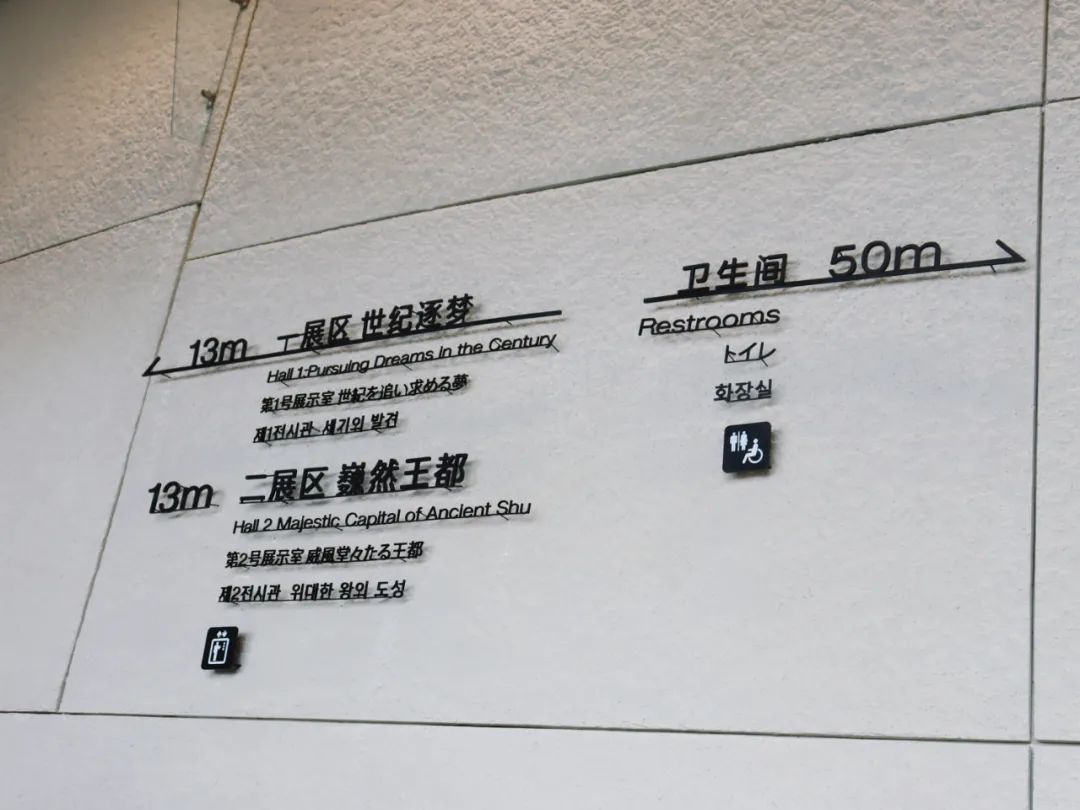 13m 一展区 世纪逐梦
Hall 1:Pursuing Dreams in the Century
第1号展示室 世紀を追い求める夢
제1전시관 세기의 발견
13m 二展区 巍然王都
Hall 2 Majestic Capital of Ancient Shu
第2号展示室 威風堂々たる王都
제2전시관 위대한 왕의 도성
卫生间 50m
Restrooms
トイレ
화장실